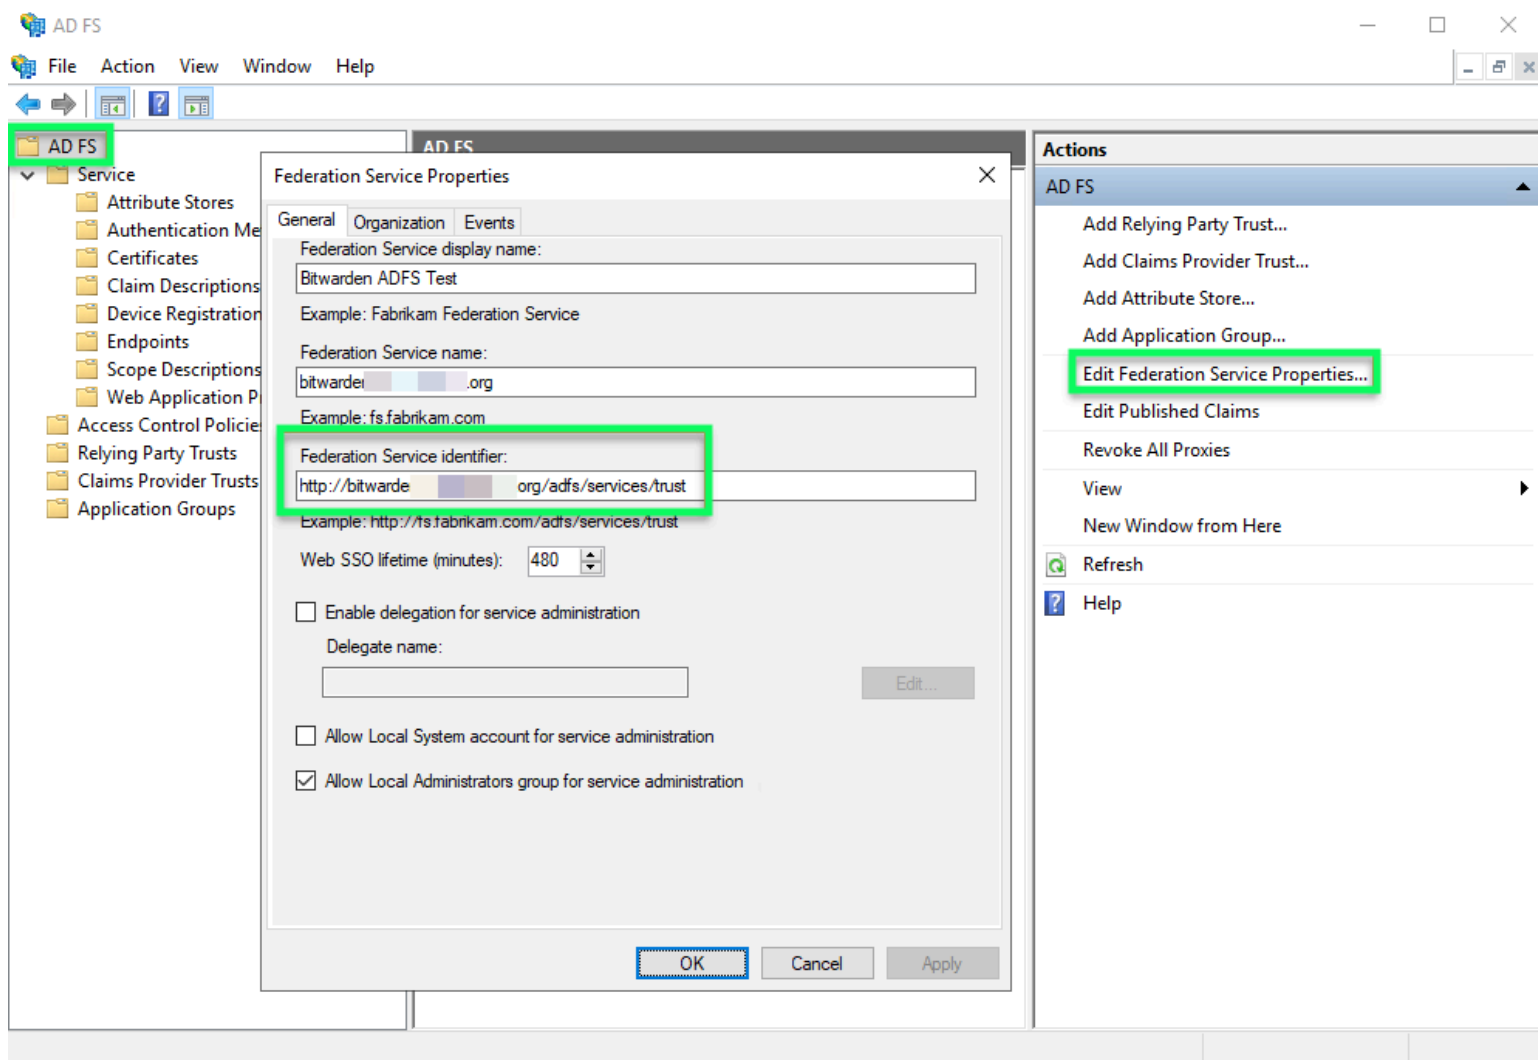 AD FS
File Action View Window Help
AD FS
Service
Attribute Stores
Authentication Me
Certificates
Claim Descriptions
Device Registration
Endpoints
Scope Descriptions
Web Application P
Access Control Policie
Relying Party Trusts
Claims Provider Trusts
Application Groups
AD FS
Federation Service Properties
General Organization Events
Federation Service display name:
Bitwarden ADFS Test
Example: Fabrikam Federation Service
Federation Service name:
bitwarde .org
Example: fs.fabrikam.com
Federation Service identifier:
http://bitwarde org/adfs/services/trust
Example: http://fs.fabrikam.com/adfs/services/trust
Web SSO lifetime (minutes): 480
Enable delegation for service administration
Delegate name:
Edit...
Allow Local System account for service administration
Allow Local Administrators group for service administration
OK Cancel Apply
Actions
AD FS
Add Relying Party Trust...
Add Claims Provider Trust...
Add Attribute Store...
Add Application Group...
Edit Federation Service Properties...
Edit Published Claims
Revoke All Proxies
View
New Window from Here
Refresh
Help